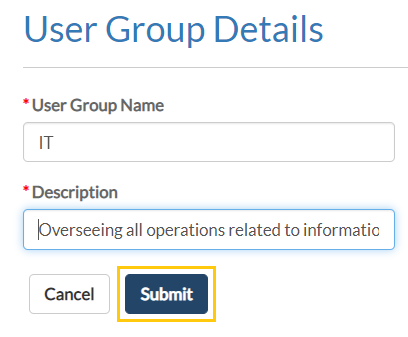 User Group Details
* User Group Name
IT
* Description
Overseeing all operations related to informatio
Cancel Submit